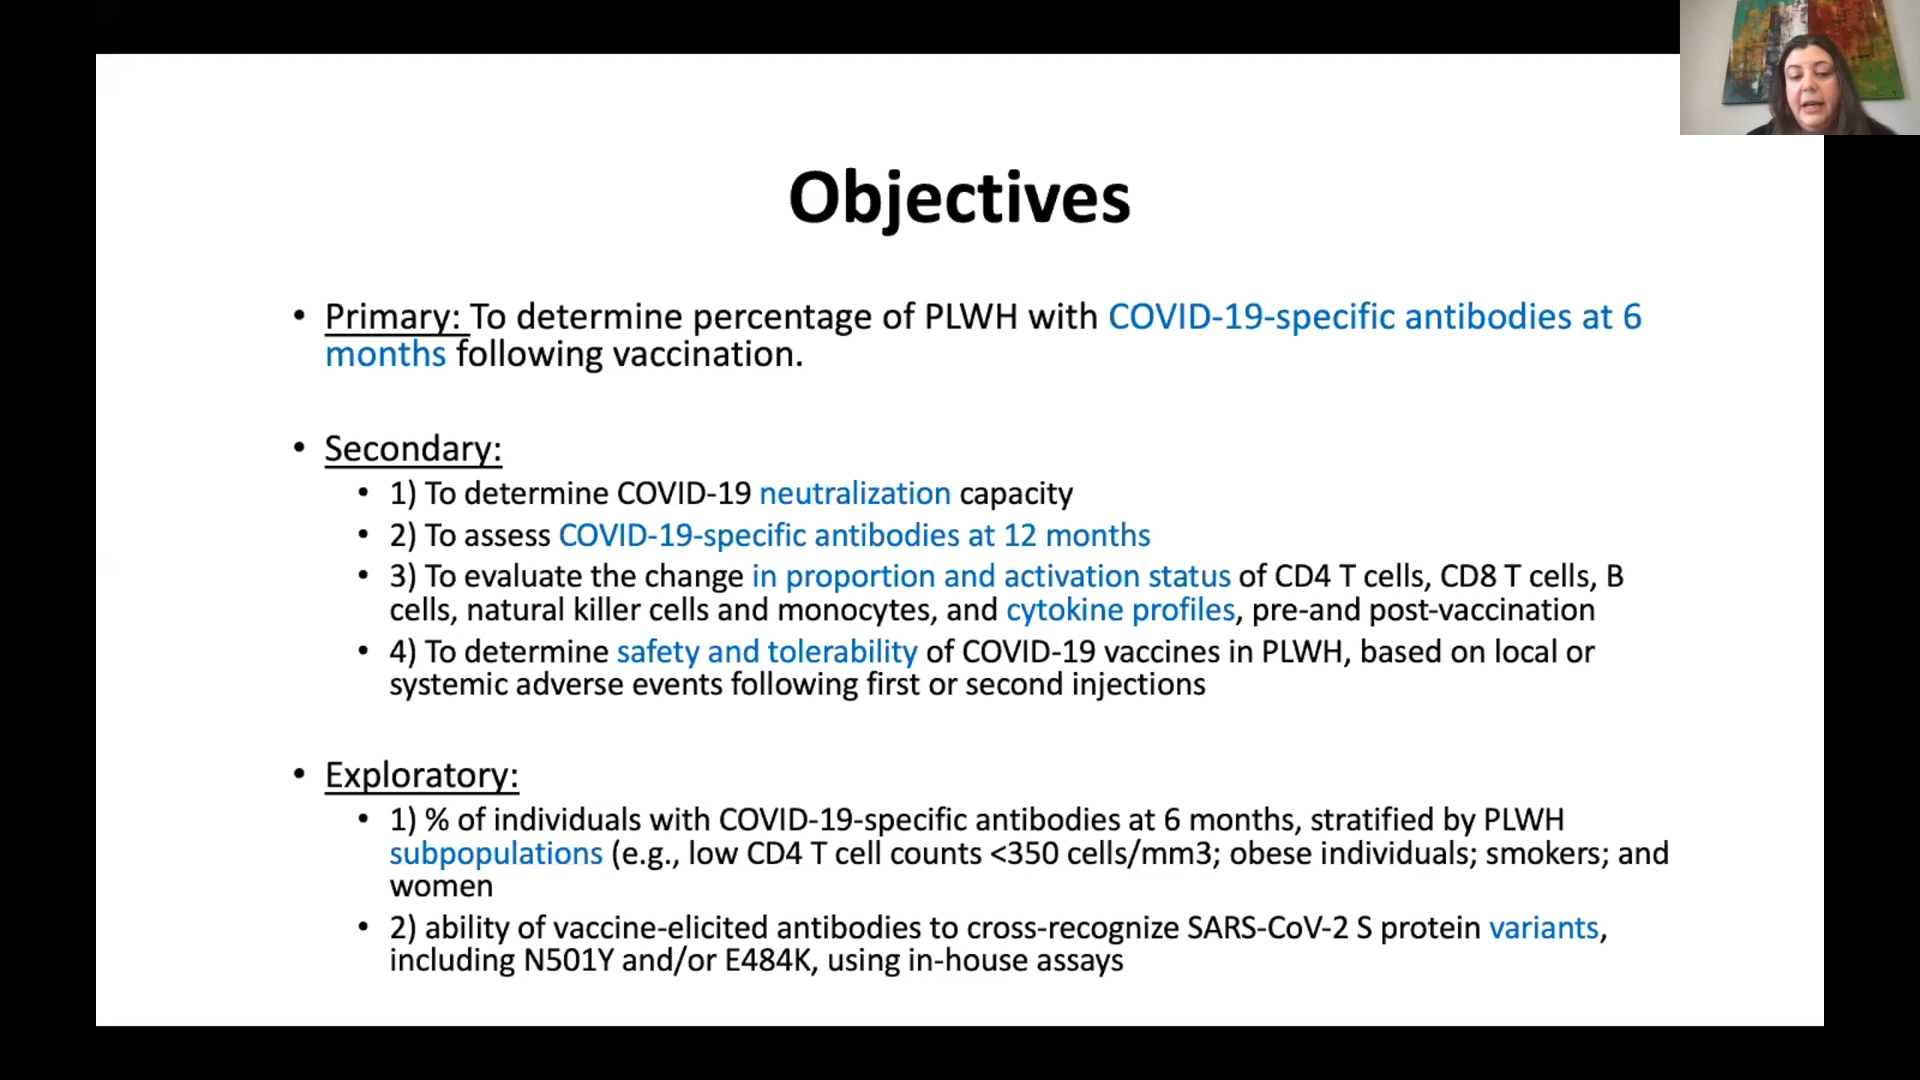 Objectives
• Primary: To determine percentage of PLWH with COVID-19-specific antibodies at 6
months following vaccination.
• Secondary:
• 1) To determine COVID-19 neutralization capacity
• 2) To assess COVID-19-specific antibodies at 12 months
• 3) To evaluate the change in proportion and activation status of CD4 T cells, CD8 T cells, B
cells, natural killer cells and monocytes, and cytokine profiles, pre-and post-vaccination
• 4) To determine safety and tolerability of COVID-19 vaccines in PLWH, based on local or
systemic adverse events following first or second injections
• Exploratory:
• 1) % of individuals with COVID-19-specific antibodies at 6 months, stratified by PLWH
subpopulations (e.g., low CD4 T cell counts <350 cells/mm3; obese individuals; smokers; and
women
• 2) ability of vaccine-elicited antibodies to cross-recognize SARS-CoV-2 S protein variants,
including N501Y and/or E484K, using in-house assays